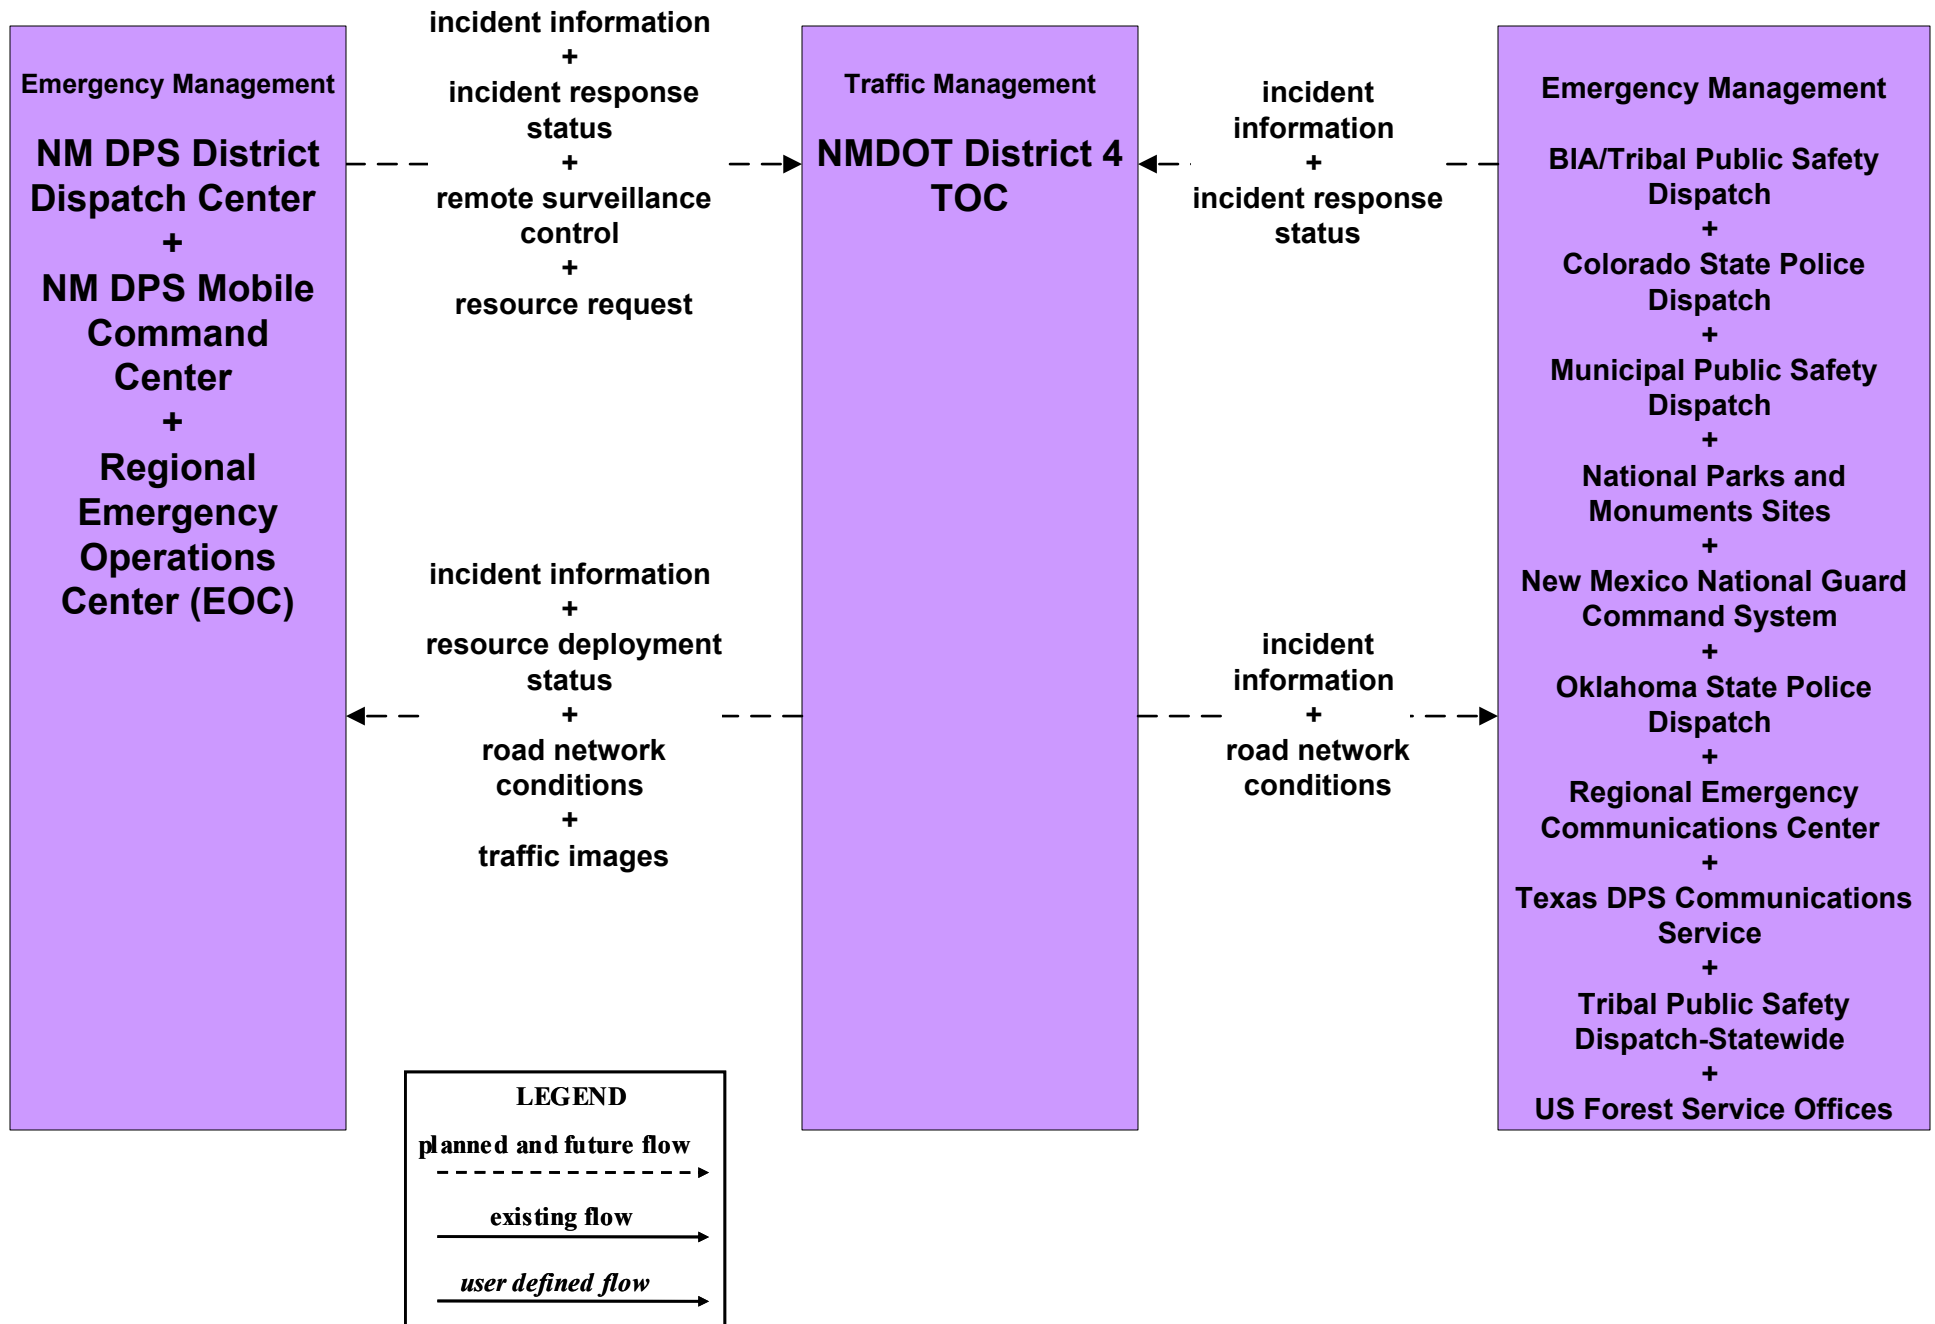 Emergency Management
NM DPS District
Dispatch Center
+
NM DPS Mobile
Command
Center
+
Regional
Emergency
Operations
Center (EOC)
incident information
+
incident response
status
+
remote surveillance
control
+
resource request
incident information
+
resource deployment
status
+
road network
conditions
+
traffic images
Traffic Management
NMDOT District 4
TOC
incident
information
+
incident response
status
incident
information
+
road network
conditions
Emergency Management
BIA/Tribal Public Safety
Dispatch
+
Colorado State Police
Dispatch
+
Municipal Public Safety
Dispatch
+
National Parks and
Monuments Sites
+
New Mexico National Guard
Command System
+
Oklahoma State Police
Dispatch
+
Regional Emergency
Communications Center
+
Texas DPS Communications
Service
+
Tribal Public Safety
Dispatch-Statewide
+
US Forest Service Offices
LEGEND
planned and future flow
existing flow
user defined flow